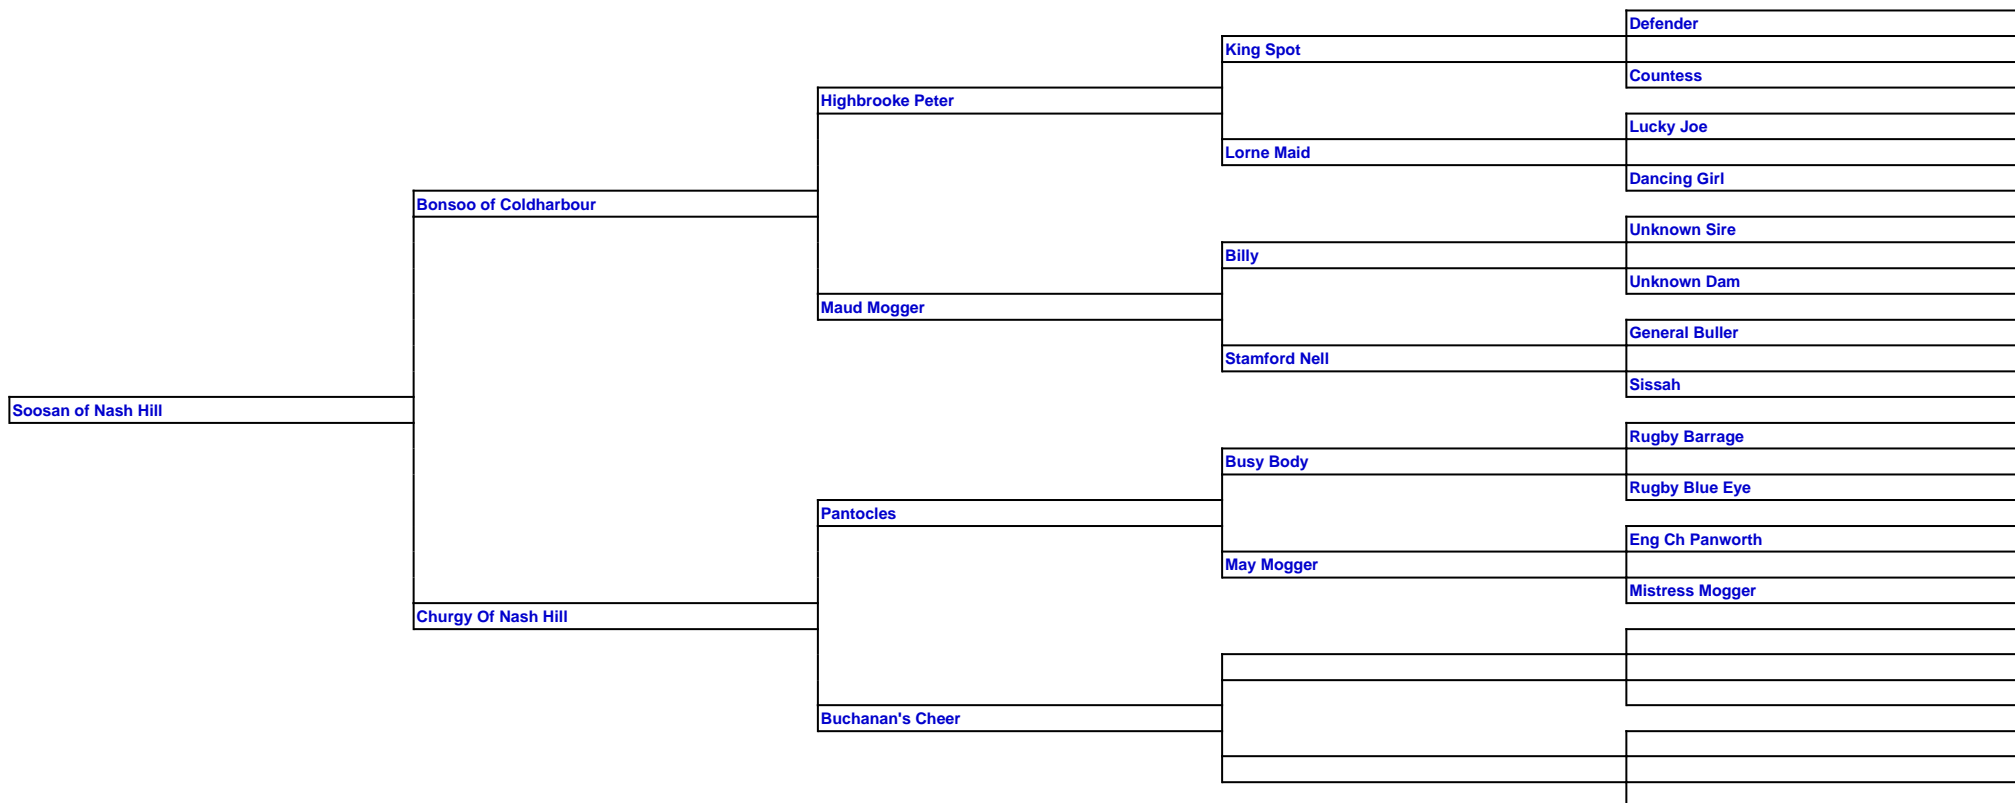 Defender
King Spot
Countess
Highbrooke Peter
Lucky Joe
Lorne Maid
Dancing Girl
Bonsoo of Coldharbour
Unknown Sire
Billy
Unknown Dam
Maud Mogger
General Buller
Stamford Nell
Sissah
Soosan of Nash Hill
Rugby Barrage
Busy Body
Rugby Blue Eye
Pantocles
Eng Ch Panworth
May Mogger
Mistress Mogger
Churgy Of Nash Hill
Buchanan's Cheer